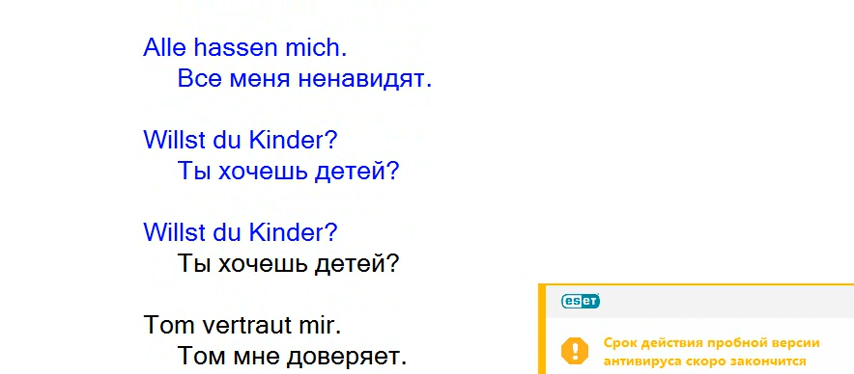 Alle hassen mich.
Все меня ненавидят.
Willst du Kinder?
Ты хочешь детей?
Willst du Kinder?
Ты хочешь детей?
Tom vertraut mir.
Том мне доверяет.
eset
Срок действия пробной версии
антивируса скоро закончится